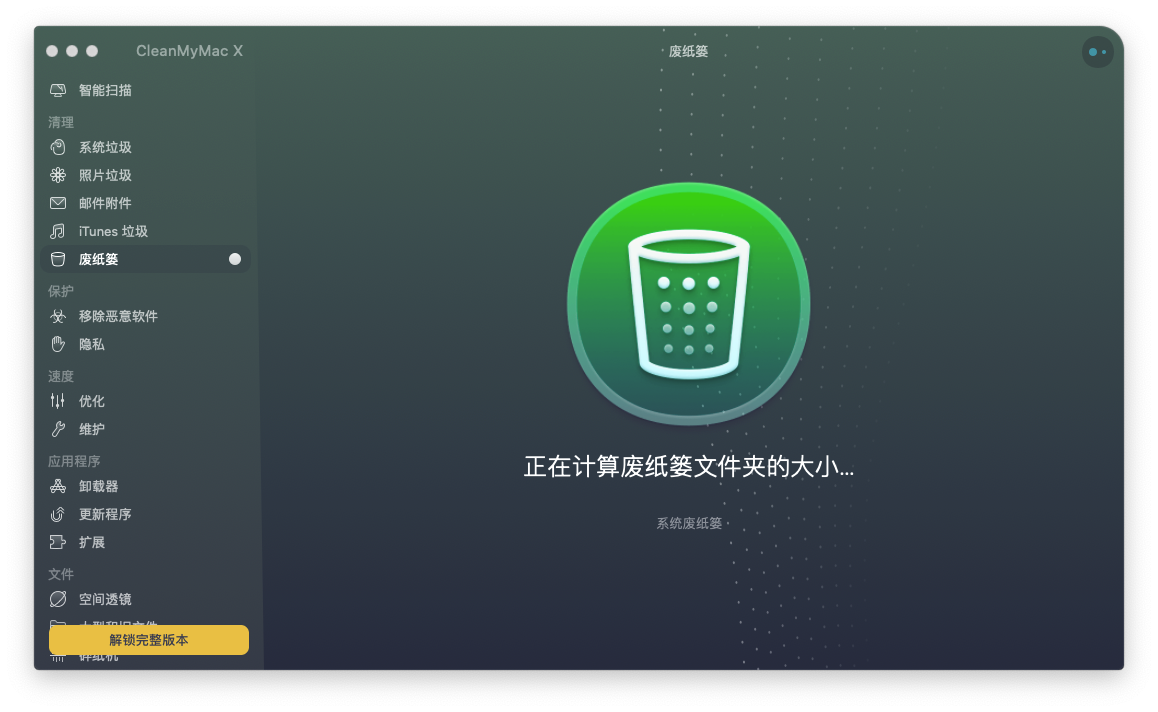 CleanMyMac X
废纸篓
智能扫描
清理
系统垃圾
照片垃圾
邮件附件
iTunes 垃圾
废纸篓
保护
移除恶意软件
隐私
速度
优化
维护
应用程序
卸载器
更新程序
扩展
文件
空间透镜
解锁完整版本
正在计算废纸篓文件夹的大小...
系统废纸篓